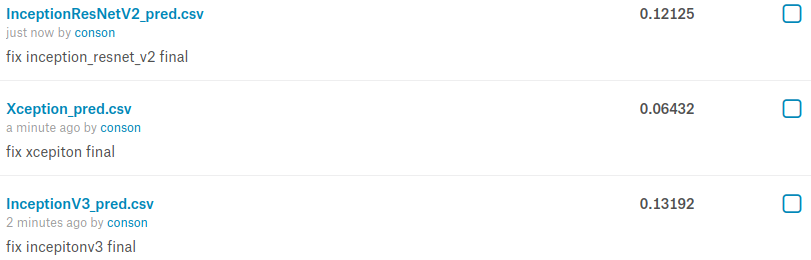 InceptionResNetV2_pred.csv 0.12125
just now by conson
fix inception_resnet_v2 final
Xception_pred.csv 0.06432
a minute ago by conson
fix xcepiton final
InceptionV3_pred.csv 0.13192
2 minutes ago by conson
fix incepitonv3 final